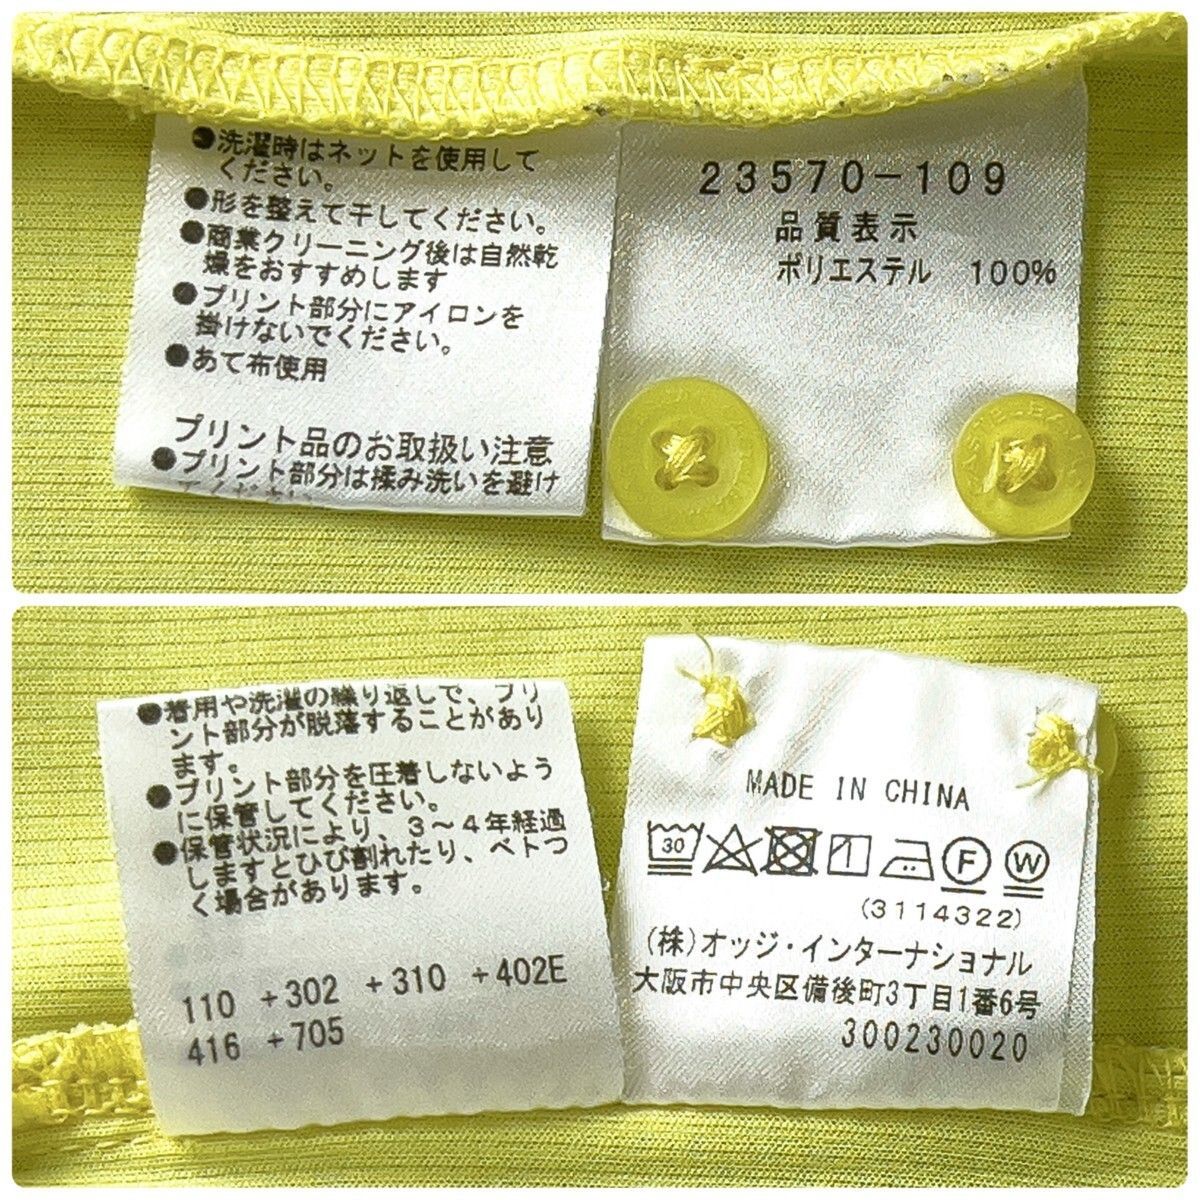 ●洗濯時はネットを使用して
ください。
●形を整えて干してください。
●商業クリーニング後は自然乾
燥をおすすめします
●プリント部分にアイロンを
掛けないでください。
●あて布使用
プリント品のお取扱い注意
●プリント部分は揉み洗いを避け
てください
23570-109
品質表示
ポリエステル 100%
●着用や洗濯の繰り返しで、プリ
ント部分が脱落することがあり
ます。
●プリント部分を圧着しないよう
に保管してください。
●保管状況により、3～4年経過
しますとひび割れたり、ベトつ
く場合があります。
110 +302 +310 +402E
416 +705
MADE IN CHINA
30
F
W
(3114322)
(株)オッジ・インターナショナル
大阪市中央区備後町3丁目1番6号
300230020